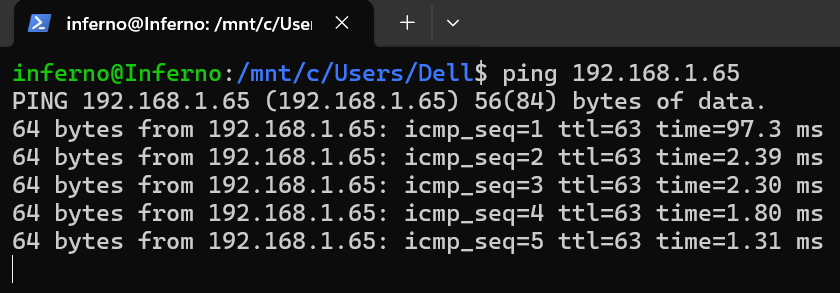 inferno@Inferno: /mnt/c/User
inferno@Inferno:/mnt/c/Users/Dell$ ping 192.168.1.65
PING 192.168.1.65 (192.168.1.65) 56(84) bytes of data.
64 bytes from 192.168.1.65: icmp_seq=1 ttl=63 time=97.3 ms
64 bytes from 192.168.1.65: icmp_seq=2 ttl=63 time=2.39 ms
64 bytes from 192.168.1.65: icmp_seq=3 ttl=63 time=2.30 ms
64 bytes from 192.168.1.65: icmp_seq=4 ttl=63 time=1.80 ms
64 bytes from 192.168.1.65: icmp_seq=5 ttl=63 time=1.31 ms